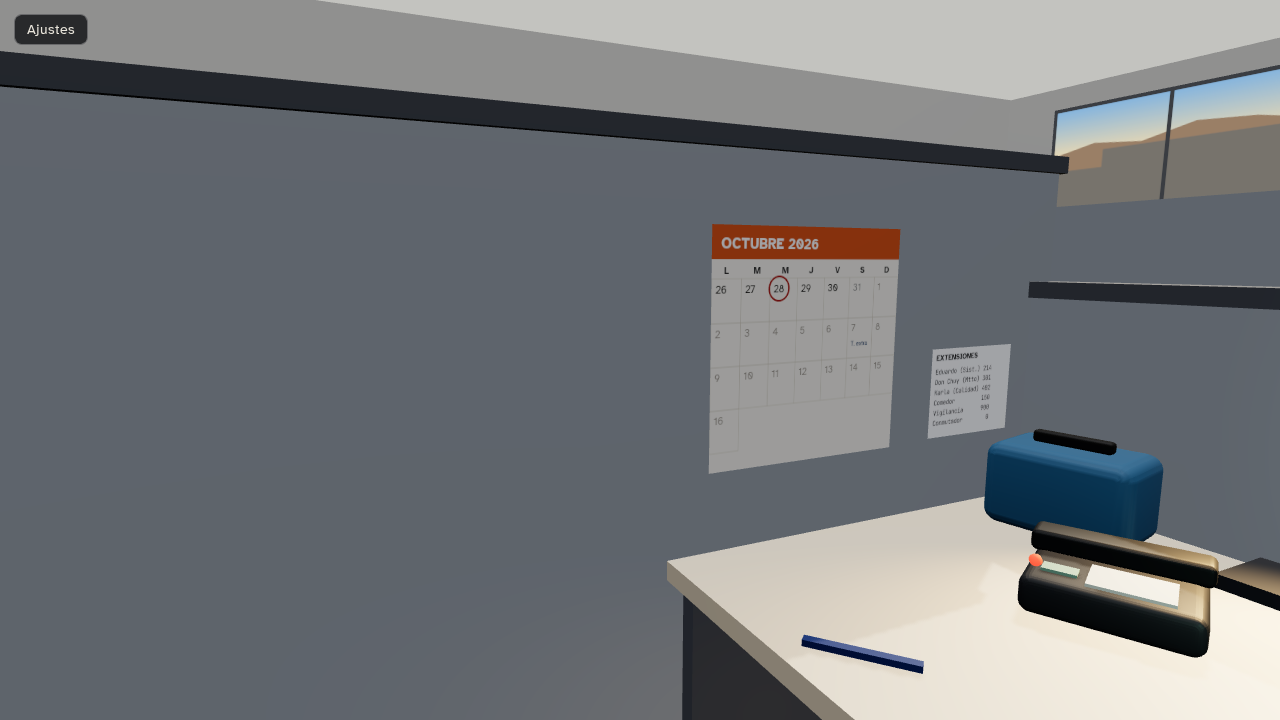 Ajustes
OCTUBRE 2026
L M M J V S D
26 27 28 29 30 31 1
2 3 4 5 6 7 8
9 10 11 12 13 14 15
16
EXTENSIONES
Eduardo (Sist.) 214
Don Chuy (Mtto) 301
Karla (Calidad) 402
Comedor 150
Vigilancia 900
Conmutador 0